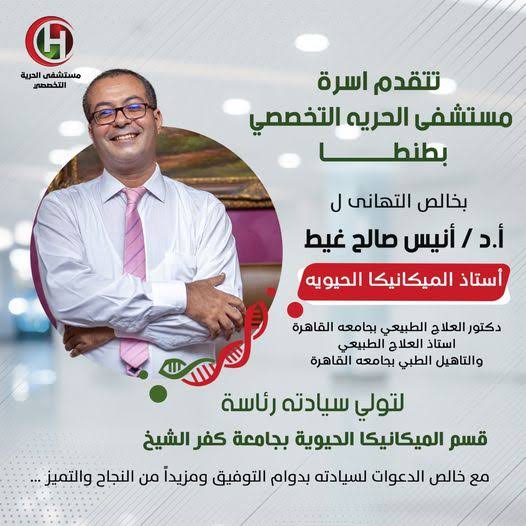 مستشفى الحرية
التخصصي
تتقدم اسرة
مستشفى الحريه التخصصي
بطنطا
بخالص التهانى ل
أ.د / أنيس صالح غيط
أستاذ الميكانيكا الحيويه
دكتور العلاج الطبيعي بجامعه القاهرة
استاذ العلاج الطبيعي
والتاهيل الطبي بجامعه القاهرة
لتولي سيادته رئاسة
قسم الميكانيكا الحيوية بجامعة كفر الشيخ
مع خالص الدعوات لسيادته بدوام التوفيق ومزيداً من النجاح والتميز ...